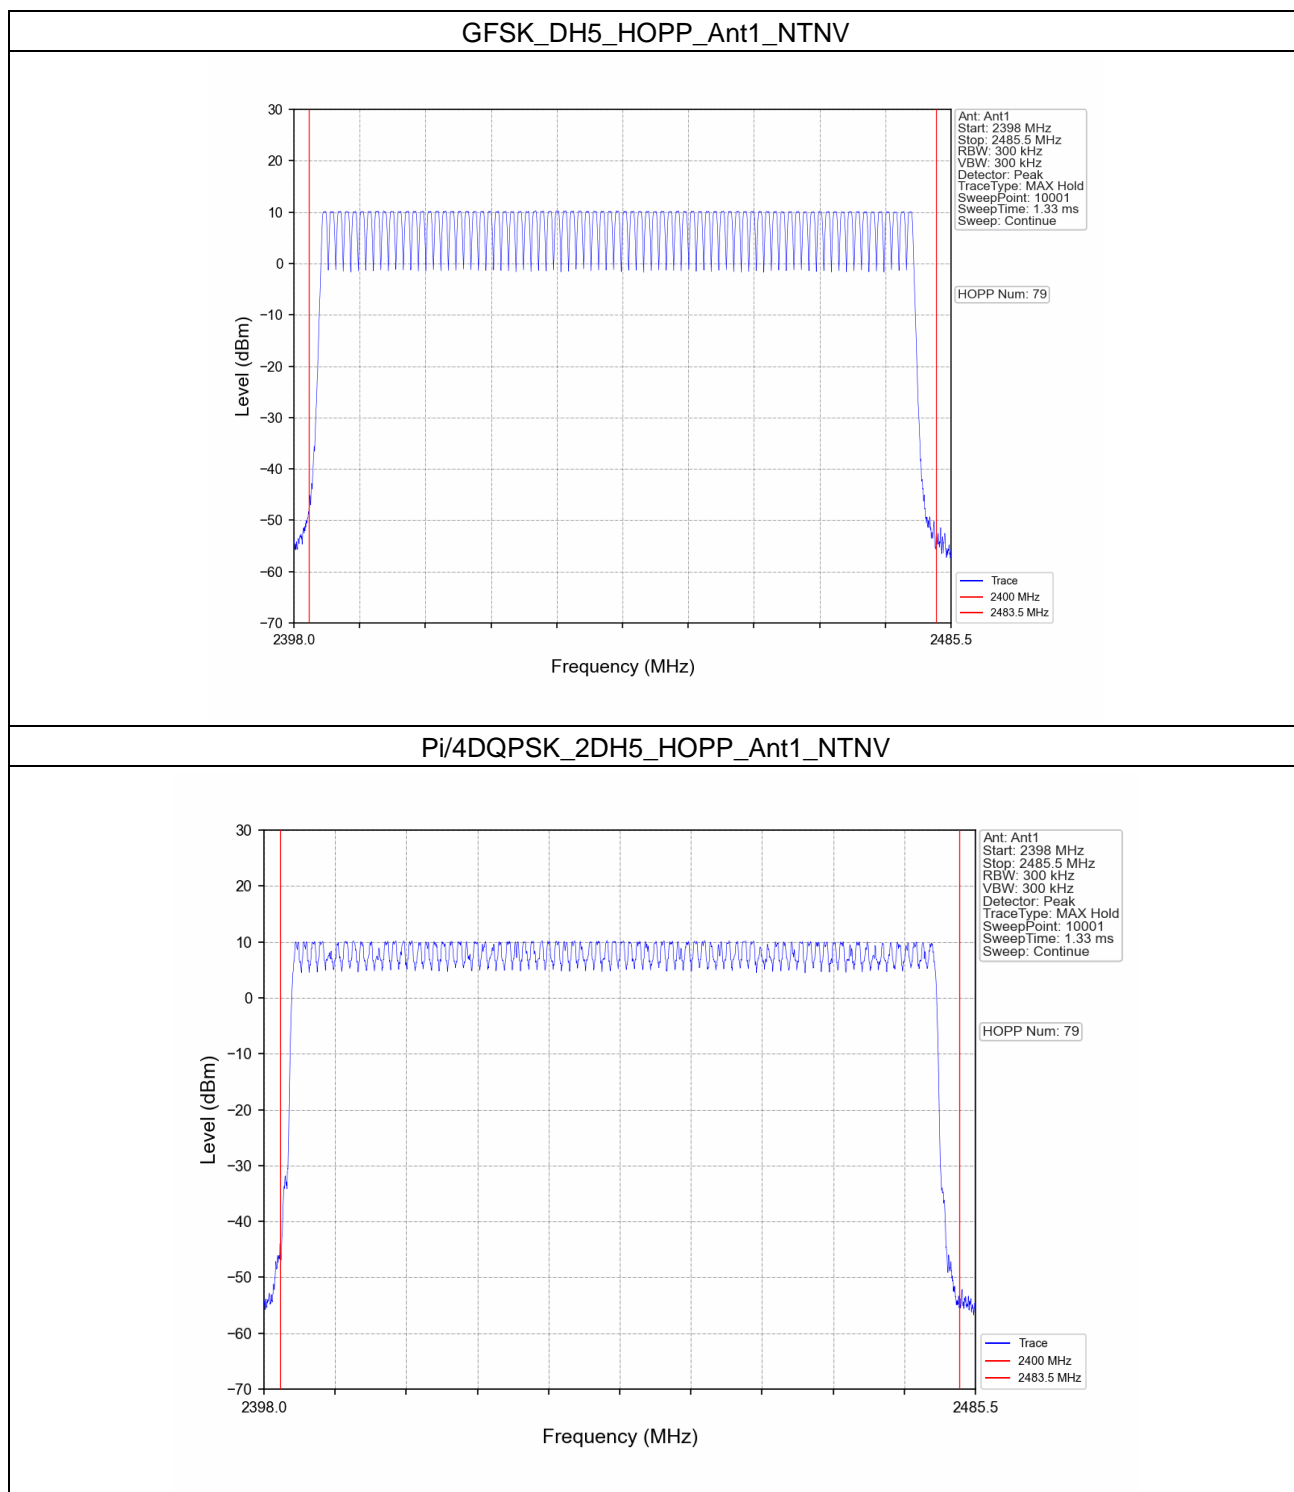 GFSK_DH5_HOPP_Ant1_NTNV
30
20
10
0
−10
−20
−30
−40
−50
−60
−70
Level (dBm)
2398.0
2485.5
Frequency (MHz)
Ant: Ant1
Start: 2398 MHz
Stop: 2485.5 MHz
RBW: 300 kHz
VBW: 300 kHz
Detector: Peak
TraceType: MAX Hold
SweepPoint: 10001
SweepTime: 1.33 ms
Sweep: Continue
HOPP Num: 79
Trace
2400 MHz
2483.5 MHz
Pi/4DQPSK_2DH5_HOPP_Ant1_NTNV
30
20
10
0
−10
−20
−30
−40
−50
−60
−70
Level (dBm)
2398.0
2485.5
Frequency (MHz)
Ant: Ant1
Start: 2398 MHz
Stop: 2485.5 MHz
RBW: 300 kHz
VBW: 300 kHz
Detector: Peak
TraceType: MAX Hold
SweepPoint: 10001
SweepTime: 1.33 ms
Sweep: Continue
HOPP Num: 79
Trace
2400 MHz
2483.5 MHz